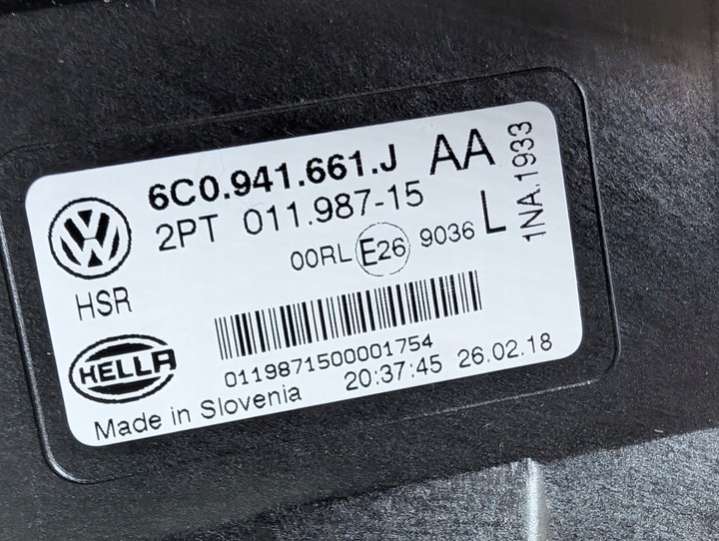 6C0.941.661.J AA
2PT 011.987-15
00RL E26 9036 L
1NA.1933
HSR
HELLA
0119871500001754
20:37:45 26.02.18
Made in Slovenia